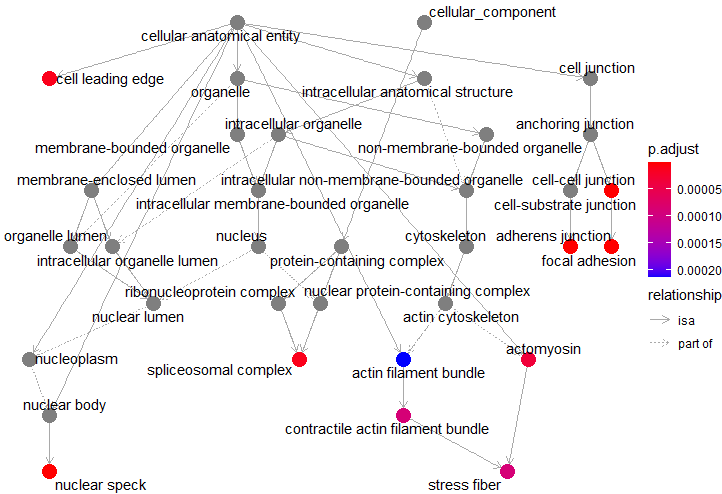 cellular_component
cellular anatomical entity
cell junction
cell leading edge
organelle
intracellular anatomical structure
intracellular organelle
anchoring junction
membrane-bounded organelle
non-membrane-bounded organelle
p.adjust
membrane-enclosed lumen
intracellular non-membrane-bounded organelle
cell-cell junction
0.00005
intracellular membrane-bounded organelle
cell-substrate junction
0.00010
organelle lumen
nucleus
cytoskeleton
adherens junction
0.00015
intracellular organelle lumen
protein-containing complex
focal adhesion
0.00020
ribonucleoprotein complex
nuclear protein-containing complex
relationship
nuclear lumen
actin cytoskeleton
isa
part of
nucleoplasm
actomyosin
spliceosomal complex
actin filament bundle
nuclear body
contractile actin filament bundle
nuclear speck
stress fiber